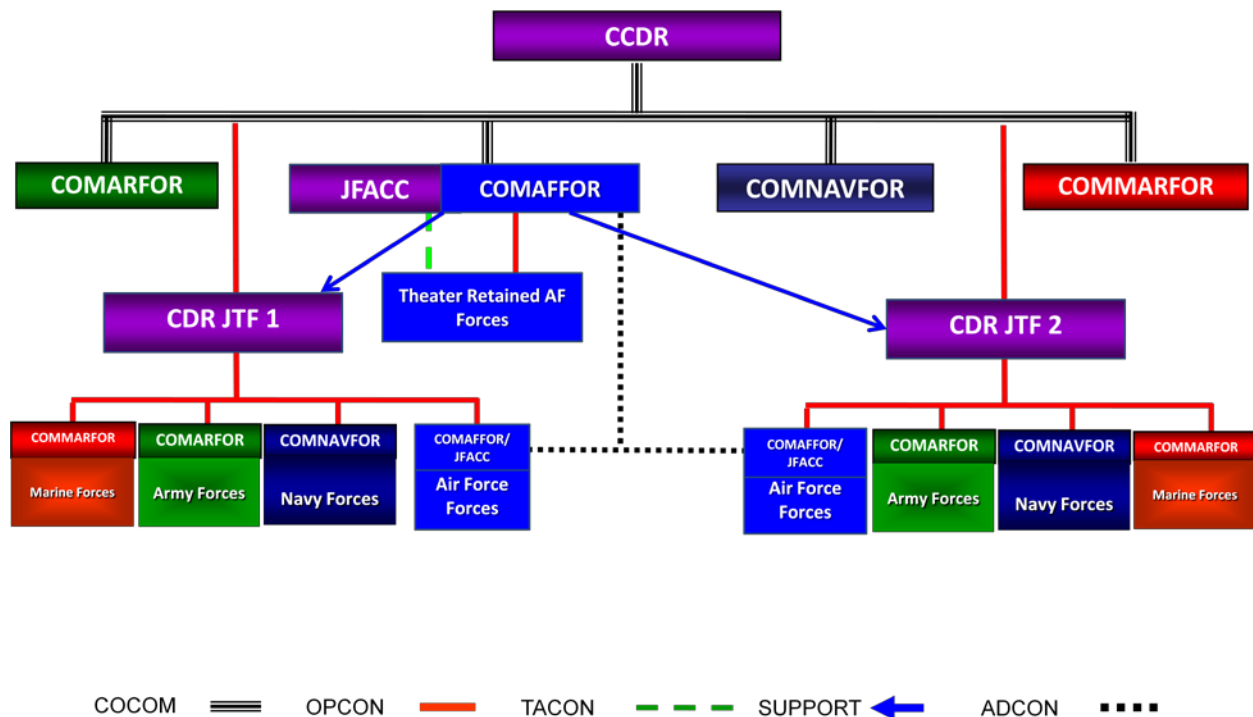 CCDR
COMARFOR
JFACC
COMAFFOR
COMNAVFOR
COMMARFOR
Theater Retained AF
Forces
CDR JTF 1
CDR JTF 2
COMMARFOR
Marine Forces
COMARFOR
Army Forces
COMNAVFOR
Navy Forces
COMAFFOR/
JFACC
Air Force
Forces
COMAFFOR/
JFACC
Air Force
Forces
COMARFOR
Army Forces
COMNAVFOR
Navy Forces
COMMARFOR
Marine Forces
COCOM OPCON TACON SUPPORT ADCON